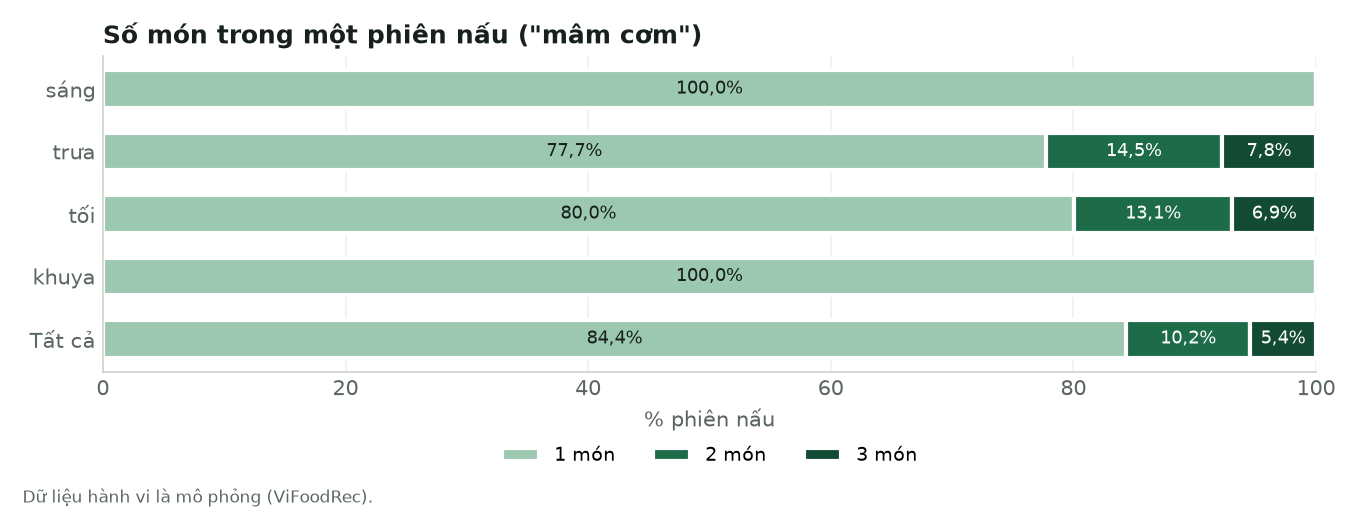 Số món trong một phiên nấu ("mâm cơm")
sáng
100,0%
trưa
77,7%
14,5%
7,8%
tối
80,0%
13,1%
6,9%
khuya
100,0%
Tất cả
84,4%
10,2%
5,4%
0
20
40
60
80
100
% phiên nấu
1 món
2 món
3 món
Dữ liệu hành vi là mô phỏng (ViFoodRec).